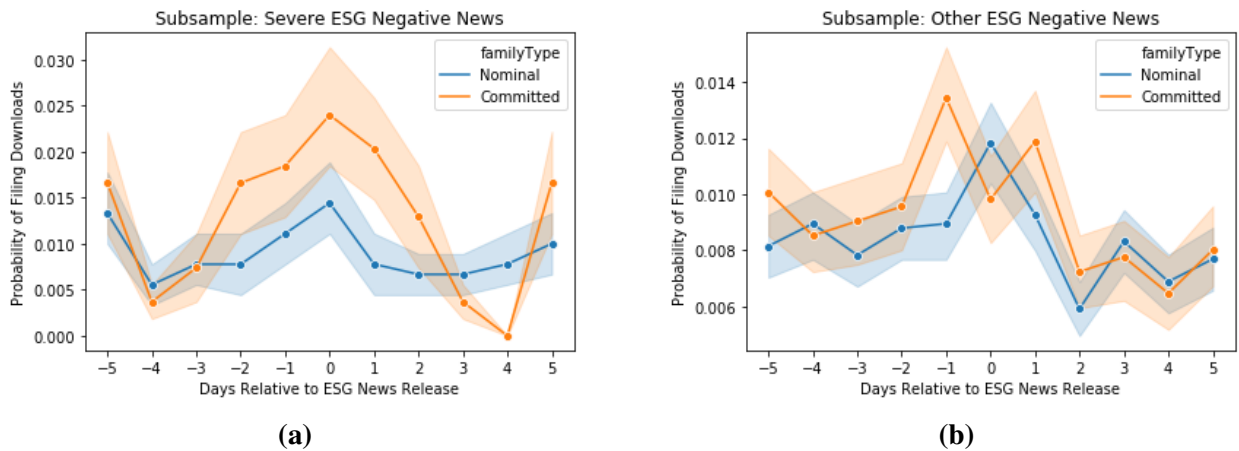 Subsample: Severe ESG Negative News
familyType
Nominal
Committed
Probability of Filing Downloads
0.030
0.025
0.020
0.015
0.010
0.005
0.000
−5 −4 −3 −2 −1 0 1 2 3 4 5
Days Relative to ESG News Release
(a)
Subsample: Other ESG Negative News
familyType
Nominal
Committed
Probability of Filing Downloads
0.014
0.012
0.010
0.008
0.006
−5 −4 −3 −2 −1 0 1 2 3 4 5
Days Relative to ESG News Release
(b)